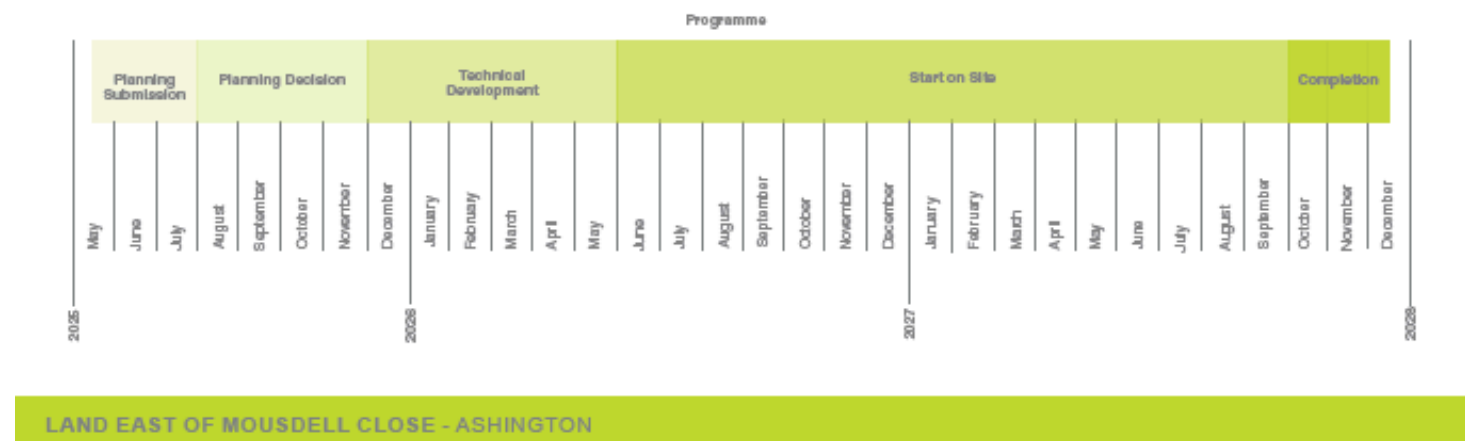 Programme
Planning
Submission
Planning Decision
Technical
Development
Start on Site
Completion
May
June
July
August
September
October
November
December
January
February
March
April
May
June
July
August
September
October
November
December
January
February
March
April
May
June
July
August
September
October
November
December
2025
2026
2027
2028
LAND EAST OF MOUSDELL CLOSE - ASHINGTON